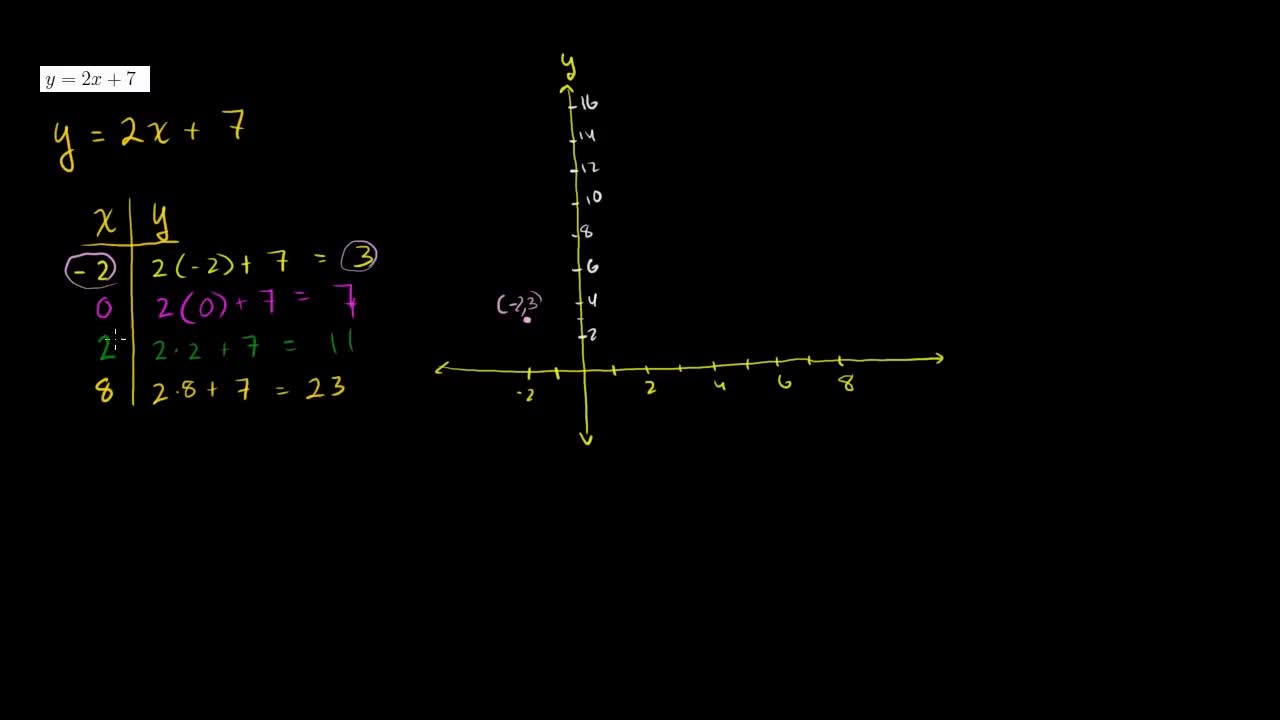 y = 2x + 7
y = 2x + 7
x y
-2 2(-2) + 7 = 3
0 2(0) + 7 = 7
2 2·2 + 7 = 11
8 2·8 + 7 = 23
y
16
14
12
10
8
6
4
(-2,3)
2
-2 2 4 6 8